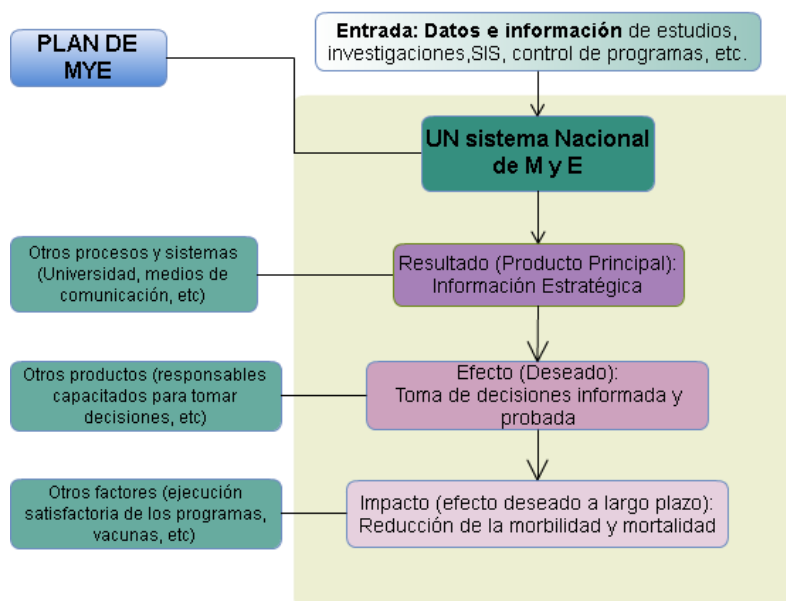 PLAN DE
MYE
Entrada: Datos e información de estudios,
investigaciones,SIS, control de programas, etc.
UN sistema Nacional
de M y E
Otros procesos y sistemas
(Universidad, medios de
comunicación, etc)
Resultado (Producto Principal):
Información Estratégica
Otros productos (responsables
capacitados para tomar
decisiones, etc)
Efecto (Deseado):
Toma de decisiones informada y
probada
Otros factores (ejecución
satisfactoria de los programas,
vacunas, etc)
Impacto (efecto deseado a largo plazo):
Reducción de la morbilidad y mortalidad